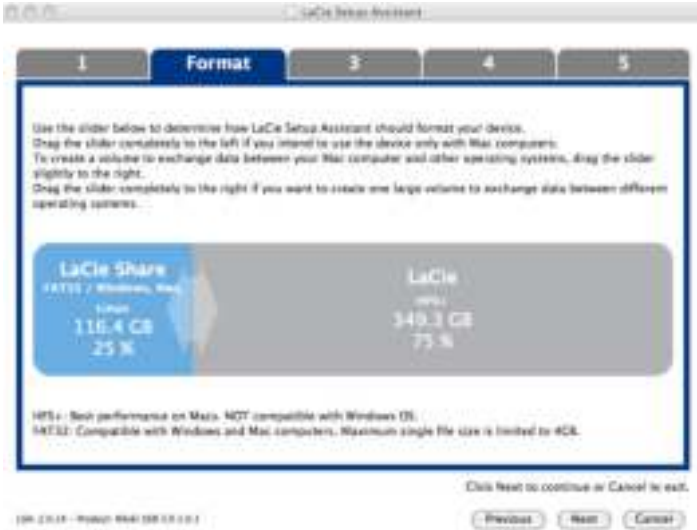 LaCie Setup Assistant
1 Format 3 4 5
Use the slider below to determine how LaCie Setup Assistant should format your device.
Drag the slider completely to the left if you intend to use the device only with Mac computers.
To create a volume to exchange data between your Mac computer and other operating systems, drag the slider
slightly to the right.
Drag the slider completely to the right if you want to create one large volume to exchange data between different
operating systems.
LaCie Share
FAT32 / Windows, Mac,
Linux
116.4 GB
25 %
LaCie
HFS+
349.3 GB
75 %
HFS+: Best performance on Macs. NOT compatible with Windows OS.
FAT32: Compatible with Windows and Mac computers. Maximum single file size is limited to 4GB.
Click Next to continue or Cancel to exit.
Previous Next Cancel